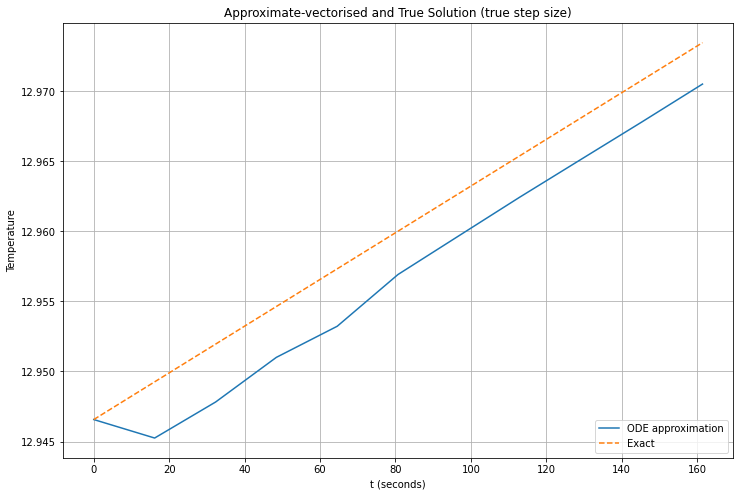 Approximate-vectorised and True Solution (true step size)
Temperature
12.970
12.965
12.960
12.955
12.950
12.945
0 20 40 60 80 100 120 140 160
t (seconds)
ODE approximation
Exact